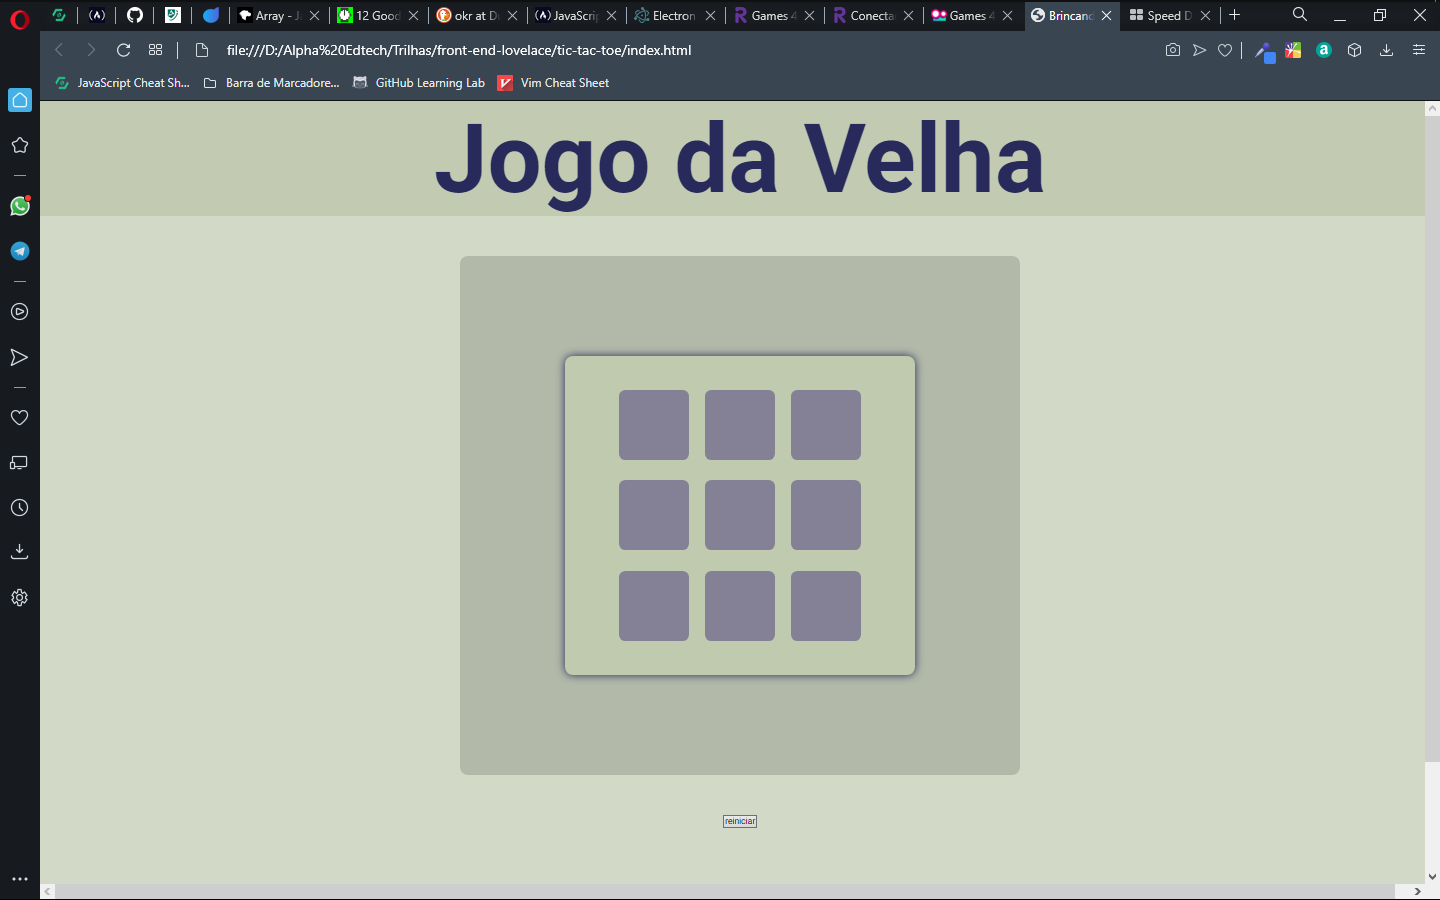 Array - J
12 Good
okr at Du
JavaScrip
Electron
Games 4
Conecta
Games 4
Brincand
Speed D
file:///D:/Alpha%20Edtech/Trilhas/front-end-lovelace/tic-tac-toe/index.html
JavaScript Cheat Sh...
Barra de Marcadore...
GitHub Learning Lab
Vim Cheat Sheet
Jogo da Velha
reiniciar